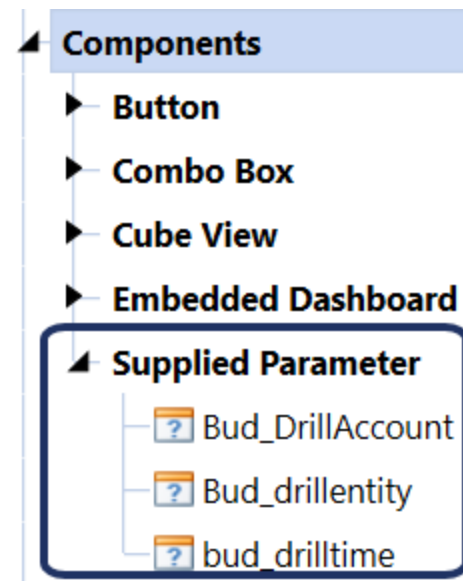 Components
Button
Combo Box
Cube View
Embedded Dashboard
Supplied Parameter
Bud_DrillAccount
Bud_drillentity
bud_drilltime